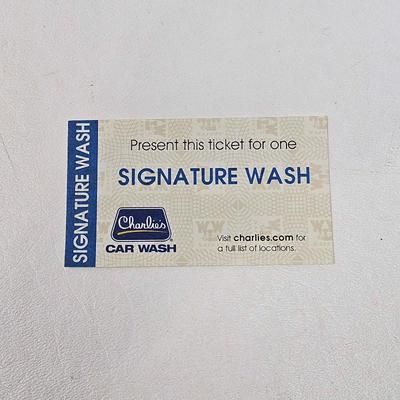 SIGNATURE WASH
Present this ticket for one
SIGNATURE WASH
Charlie's
CAR WASH
Visit charlies.com for
a full list of locations.